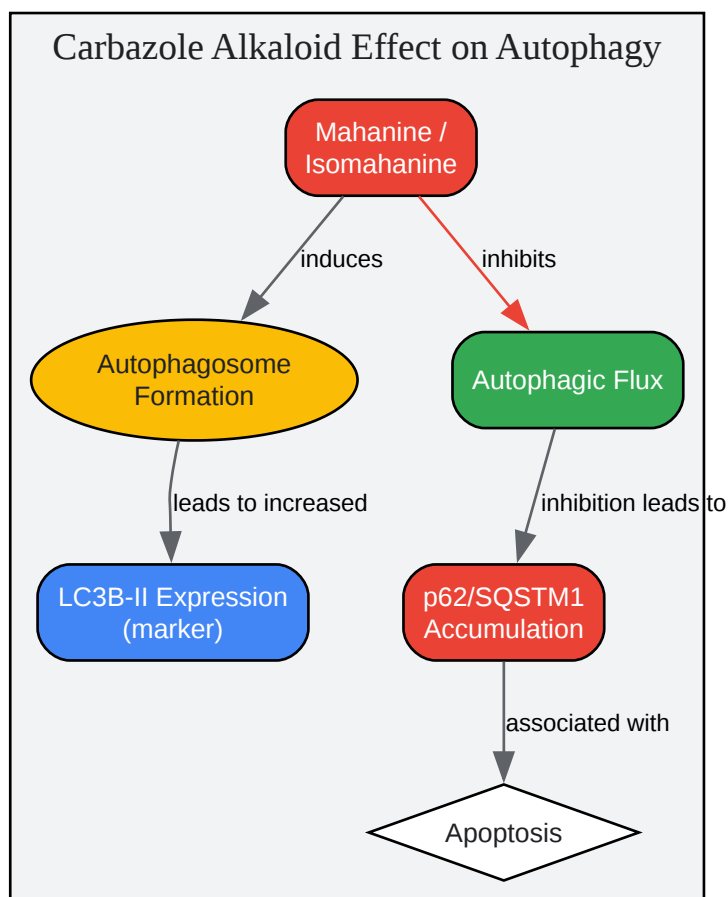 Carbazole Alkaloid Effect on Autophagy
Mahanine /
Isomahanine
induces
inhibits
Autophagosome
Formation
Autophagic Flux
leads to increased
inhibition leads to
LC3B-II Expression
(marker)
p62/SQSTM1
Accumulation
associated with
Apoptosis